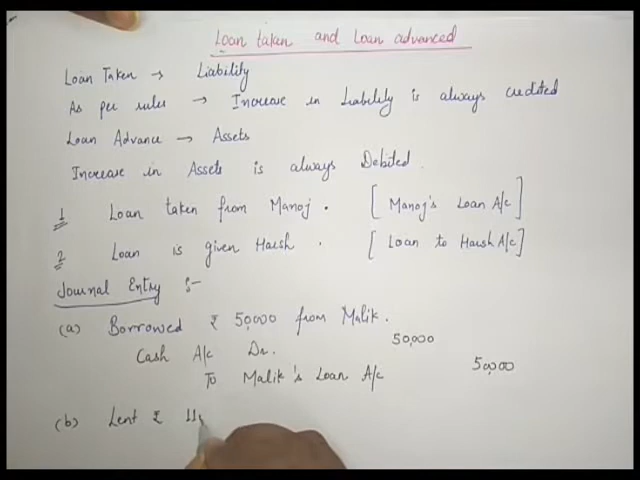 Loan taken and Loan advanced
Loan Taken → Liability
As per rules → Increase in Liability is always credited
Loan Advance → Assets
Increase in Assets is always Debited.
1 Loan taken from Manoj. [Manoj's Loan A/c]
2 Loan is given Harsh. [Loan to Harsh A/c]
Journal Entry :-
(a) Borrowed ₹ 50,000 from Malik.
Cash A/c Dr. 50,000
To Malik's Loan A/c 50,000
(b) Lent ₹ 11,